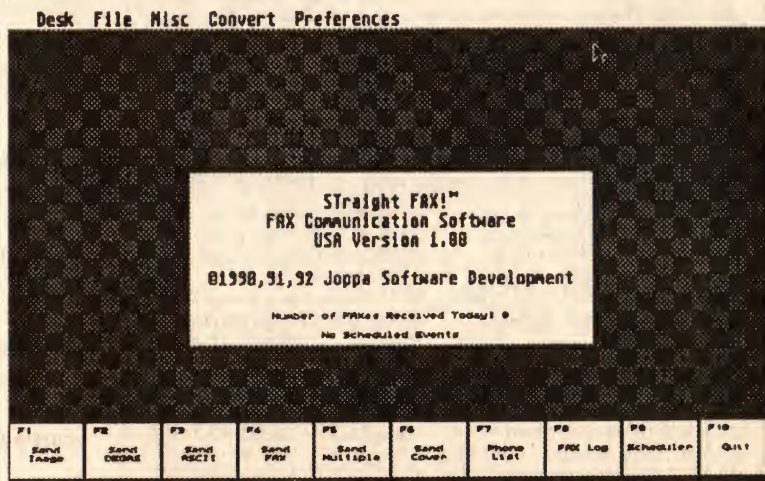 Desk File Misc Convert Preferences
STraight FAX!™
FAX Communication Software
USA Version 1.00
©1990,91,92 Joppa Software Development
Number of FAXes Received Today: 0
No Scheduled Events
F1 F2 F3 F4 F5 F6 F7 F8 F9 F10
Send Image
Send DEGAS
Send ASCII
Send FAX
Send Multiple
Send Cover
Phone List
FAX Log
Scheduler
Quit